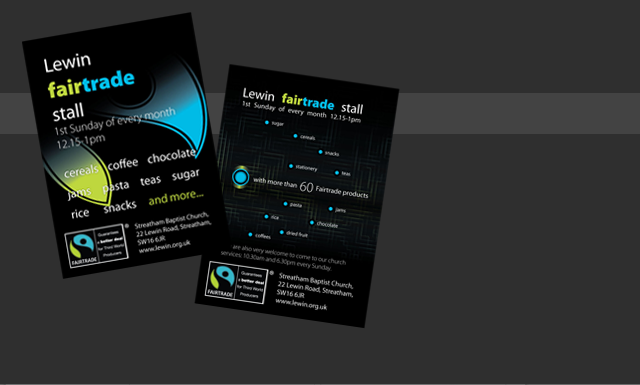 Lewin
fairtrade
stall
1st Sunday of every month
12.15-1pm
cereals coffee chocolate
jams pasta teas sugar
rice snacks and more...
FAIRTRADE
Guarantees
a better deal
for Third World
Producers
®
Streatham Baptist Church,
22 Lewin Road, Streatham,
SW16 6JR
www.lewin.org.uk
Lewin fairtrade stall
1st Sunday of every month 12.15-1pm
sugar
cereals
snacks
stationery
teas
with more than 60 Fairtrade products
pasta
jams
rice
chocolate
coffees
dried fruit
are also very welcome to come to our church
services; 10.30am and 6.30pm every Sunday.
FAIRTRADE
Guarantees
a better deal
for Third World
Producers
®
Streatham Baptist Church,
22 Lewin Road, Streatham,
SW16 6JR
www.lewin.org.uk